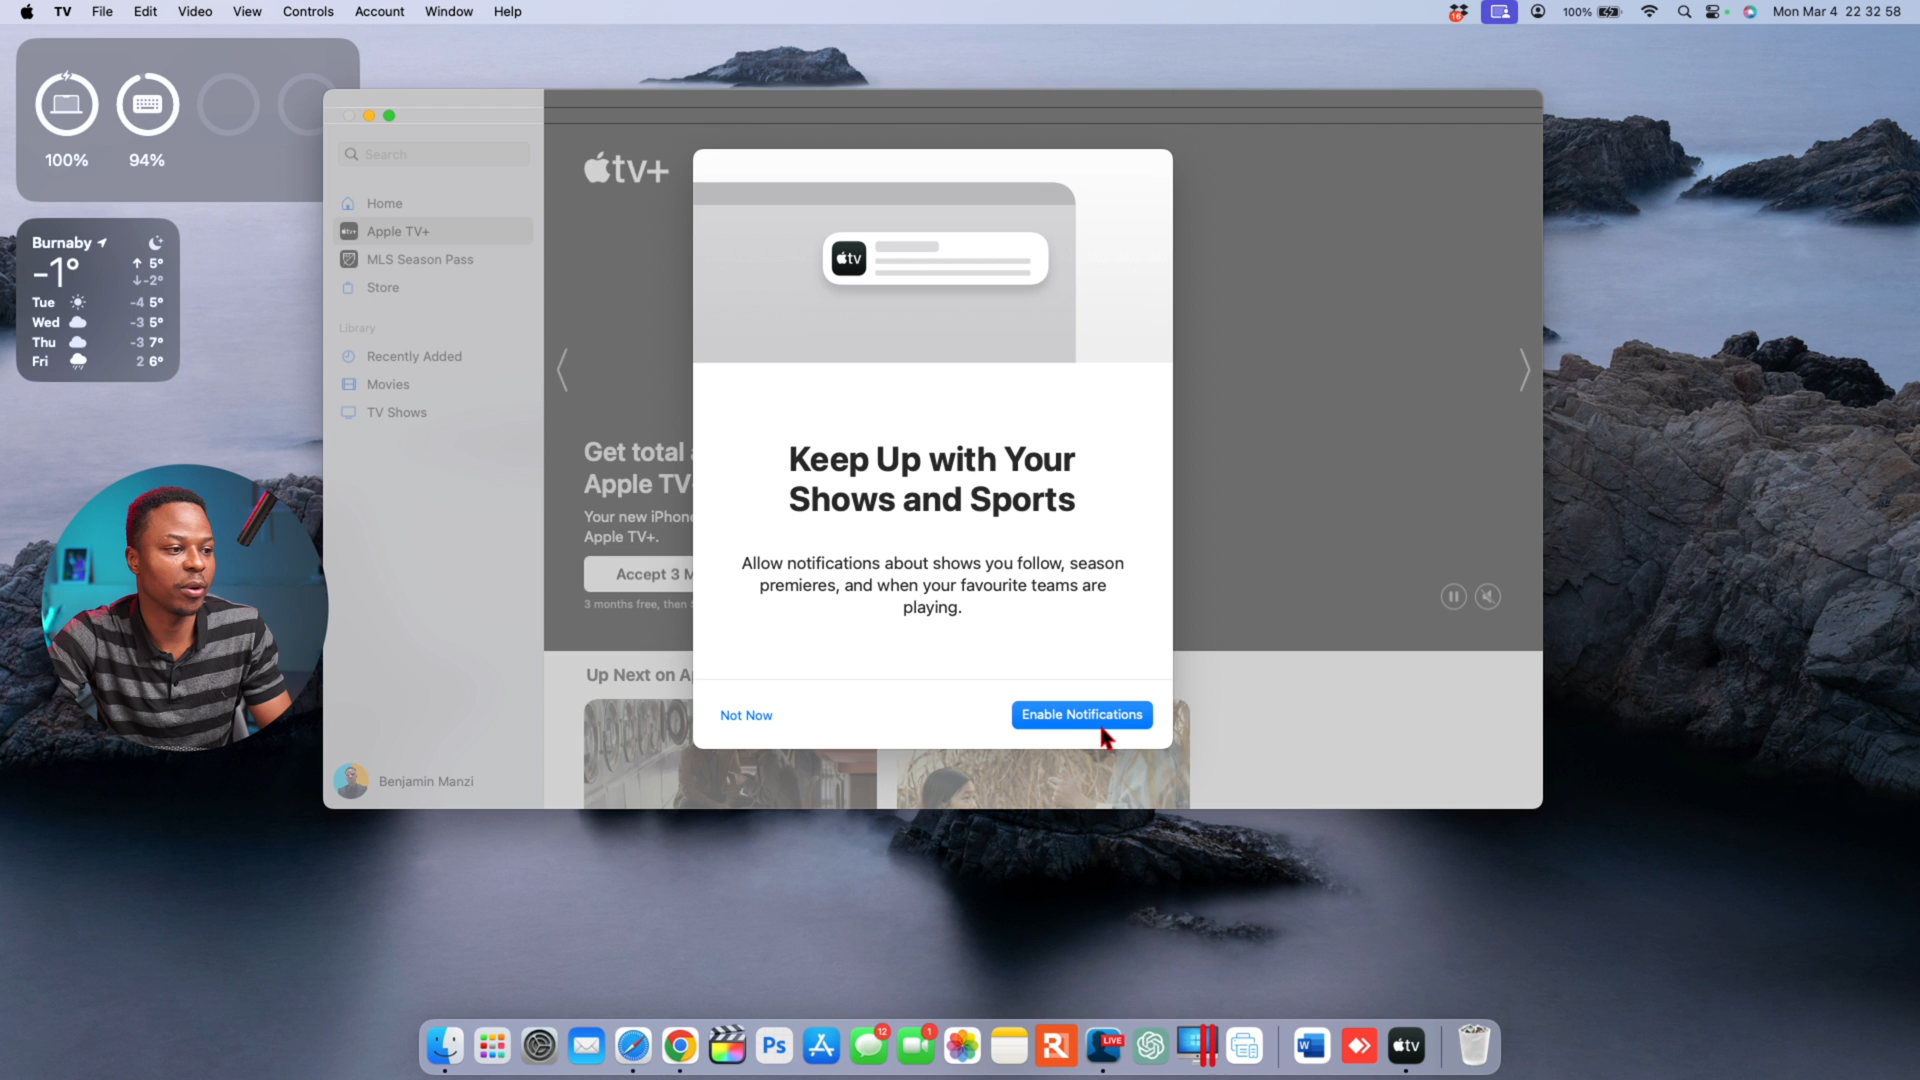 TV File Edit Video View Controls Account Window Help
16 100% Mon Mar 4 22 32 58
100% 94%
Burnaby
-1° 5°
-2°
Tue -4 5°
Wed -3 5°
Thu -3 7°
Fri 2 6°
Search
Home
Apple TV+
MLS Season Pass
Store
Library
Recently Added
Movies
TV Shows
Benjamin Manzi
tv+
Get total
Apple TV
Your new iPhone
Apple TV+.
Accept 3 M
3 months free, then
Up Next on A
tv
Keep Up with Your
Shows and Sports
Allow notifications about shows you follow, season
premieres, and when your favourite teams are
playing.
Not Now Enable Notifications
Ps 12 1 R LIVE W tv